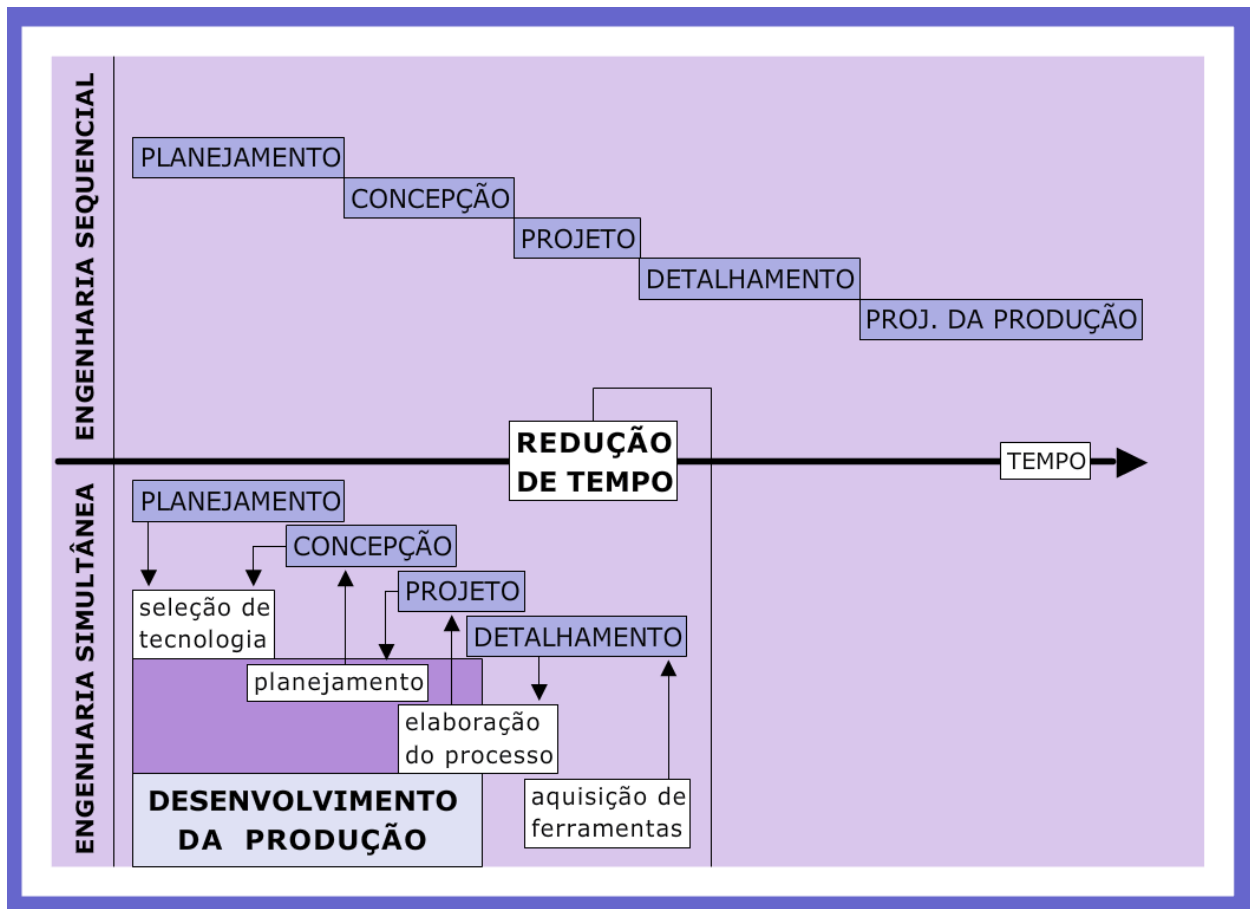 ENGENHARIA SEQUENCIAL
PLANEJAMENTO
CONCEPÇÃO
PROJETO
DETALHAMENTO
PROJ. DA PRODUÇÃO
REDUÇÃO
DE TEMPO
TEMPO
ENGENHARIA SIMULTÂNEA
PLANEJAMENTO
CONCEPÇÃO
PROJETO
DETALHAMENTO
seleção de
tecnologia
planejamento
elaboração
do processo
aquisição de
ferramentas
DESENVOLVIMENTO
DA PRODUÇÃO